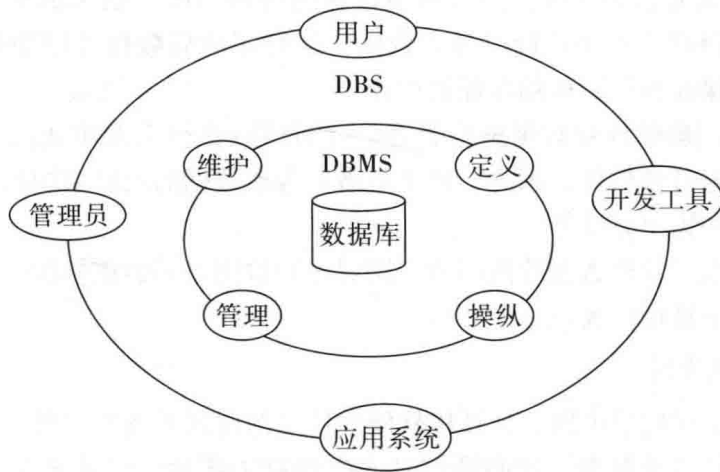 用户
DBS
维护
DBMS
定义
管理员
开发工具
数据库
管理
操纵
应用系统